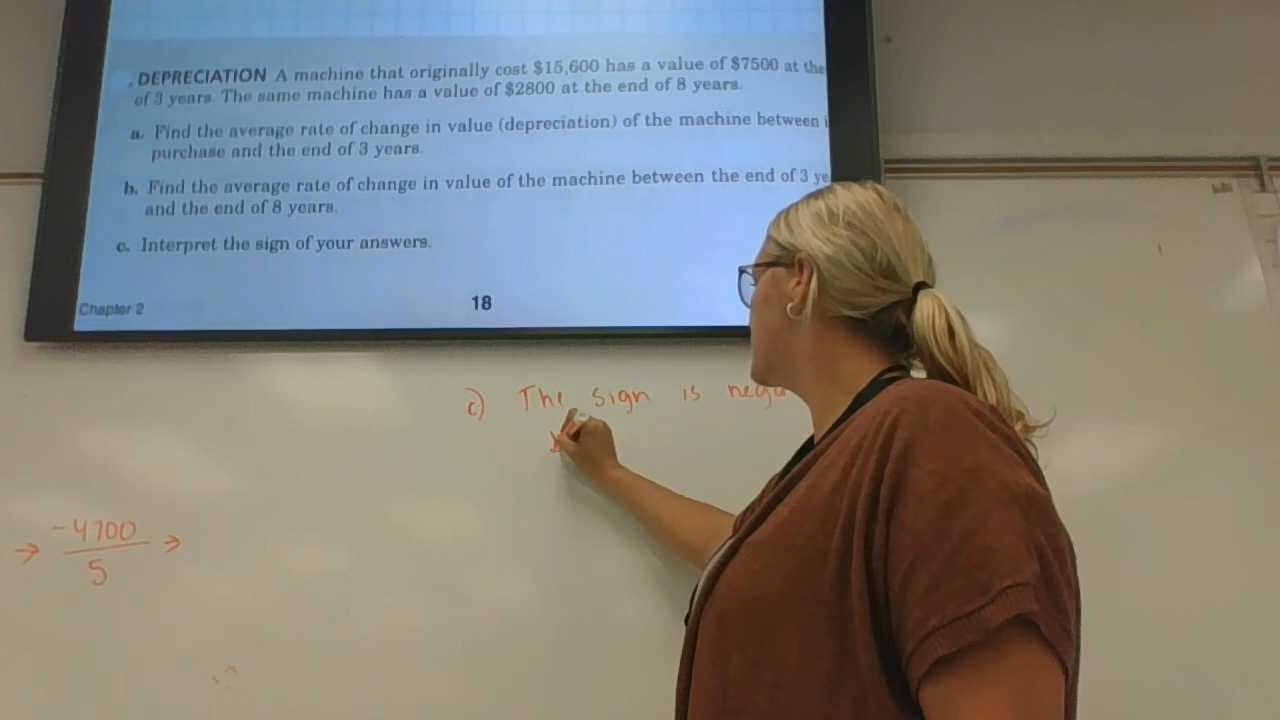 . DEPRECIATION A machine that originally cost $15,600 has a value of $7500 at the
of 3 years. The same machine has a value of $2800 at the end of 8 years.
a. Find the average rate of change in value (depreciation) of the machine between i
purchase and the end of 3 years.
b. Find the average rate of change in value of the machine between the end of 3 ye
and the end of 8 years.
c. Interpret the sign of your answers.
Chapter 2
18
c) The sign is nega
→ -4700 →
5